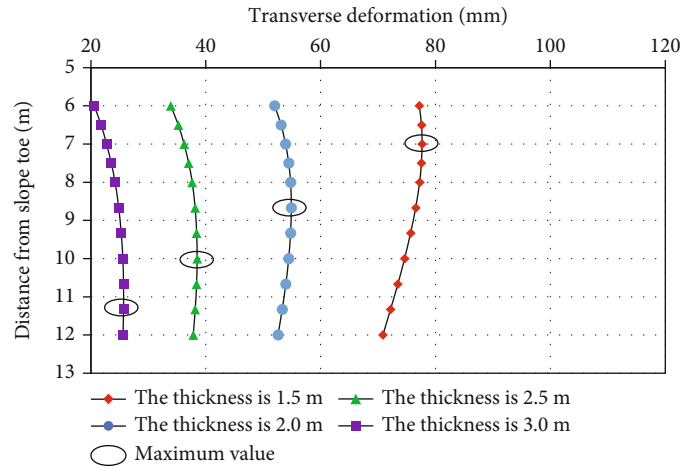 Transverse deformation (mm)
20 40 60 80 100 120
5
6
7
8
9
10
11
12
13
Distance from slope toe (m)
The thickness is 1.5 m
The thickness is 2.5 m
The thickness is 2.0 m
The thickness is 3.0 m
Maximum value